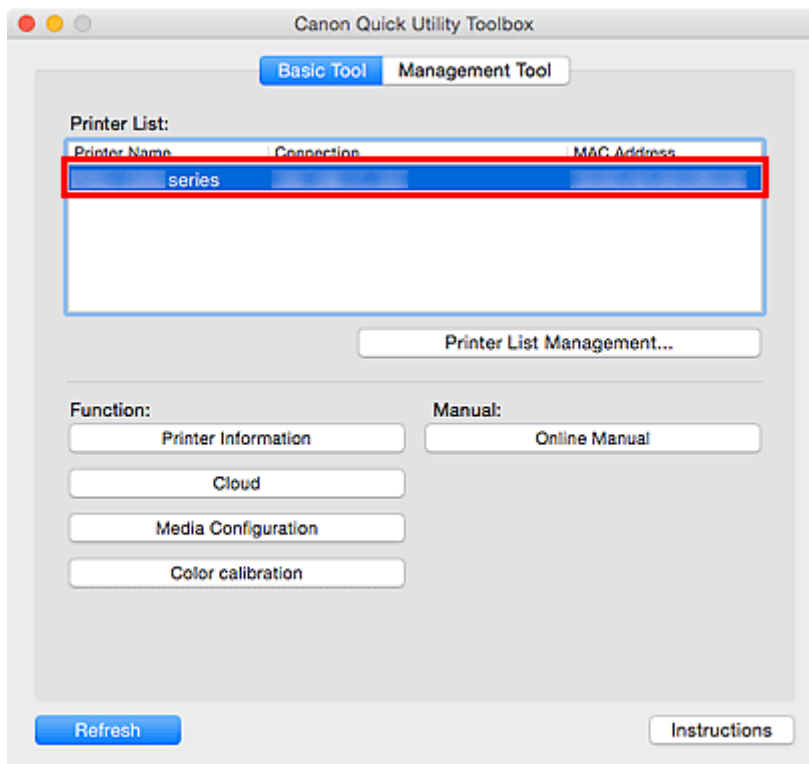 Canon Quick Utility Toolbox
Basic Tool Management Tool
Printer List:
Printer Name Connection MAC Address
series
Printer List Management...
Function: Manual:
Printer Information Online Manual
Cloud
Media Configuration
Color calibration
Refresh Instructions